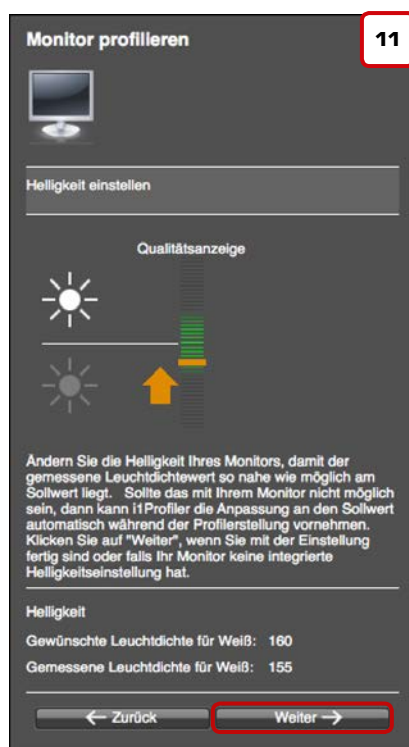 Monitor profilieren
11
Helligkeit einstellen
Qualitätsanzeige
Ändern Sie die Helligkeit Ihres Monitors, damit der
gemessene Leuchtdichtewert so nahe wie möglich am
Sollwert liegt. Sollte das mit Ihrem Monitor nicht möglich
sein, dann kann i1Profiler die Anpassung an den Sollwert
automatisch während der Profilerstellung vornehmen.
Klicken Sie auf "Weiter", wenn Sie mit der Einstellung
fertig sind oder falls Ihr Monitor keine integrierte
Helligkeitseinstellung hat.
Helligkeit
Gewünschte Leuchtdichte für Weiß: 160
Gemessene Leuchtdichte für Weiß: 155
← Zurück
Weiter →